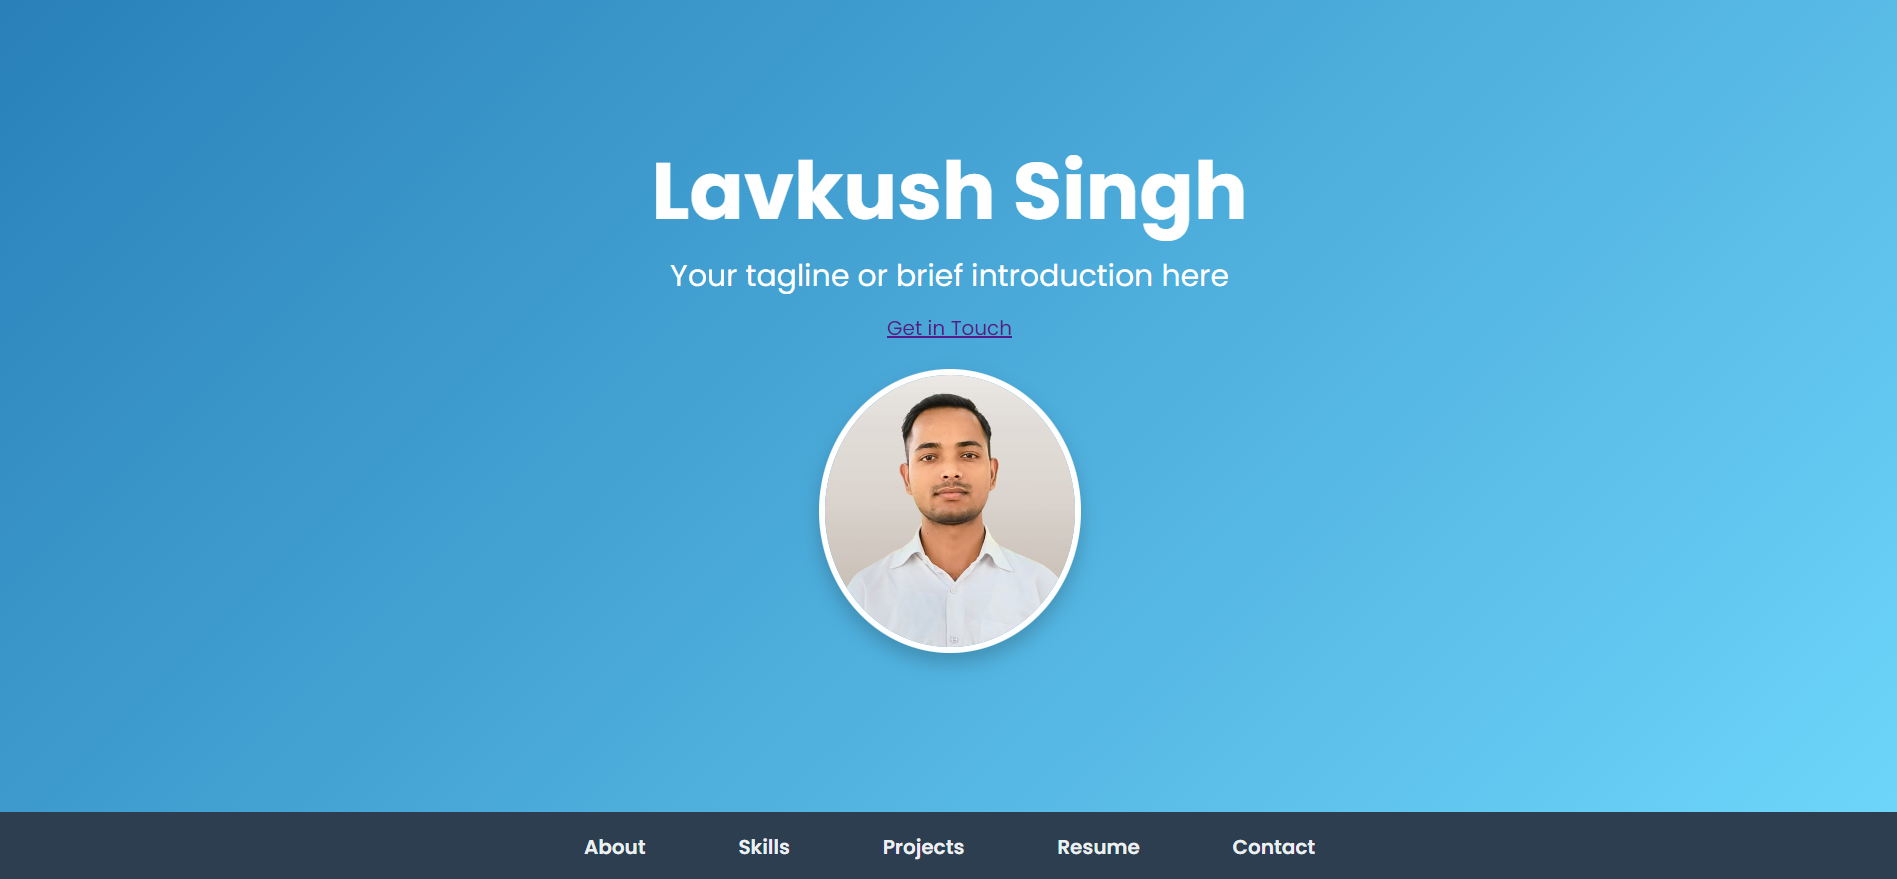 Lavkush Singh
Your tagline or brief introduction here
Get in Touch
About Skills Projects Resume Contact